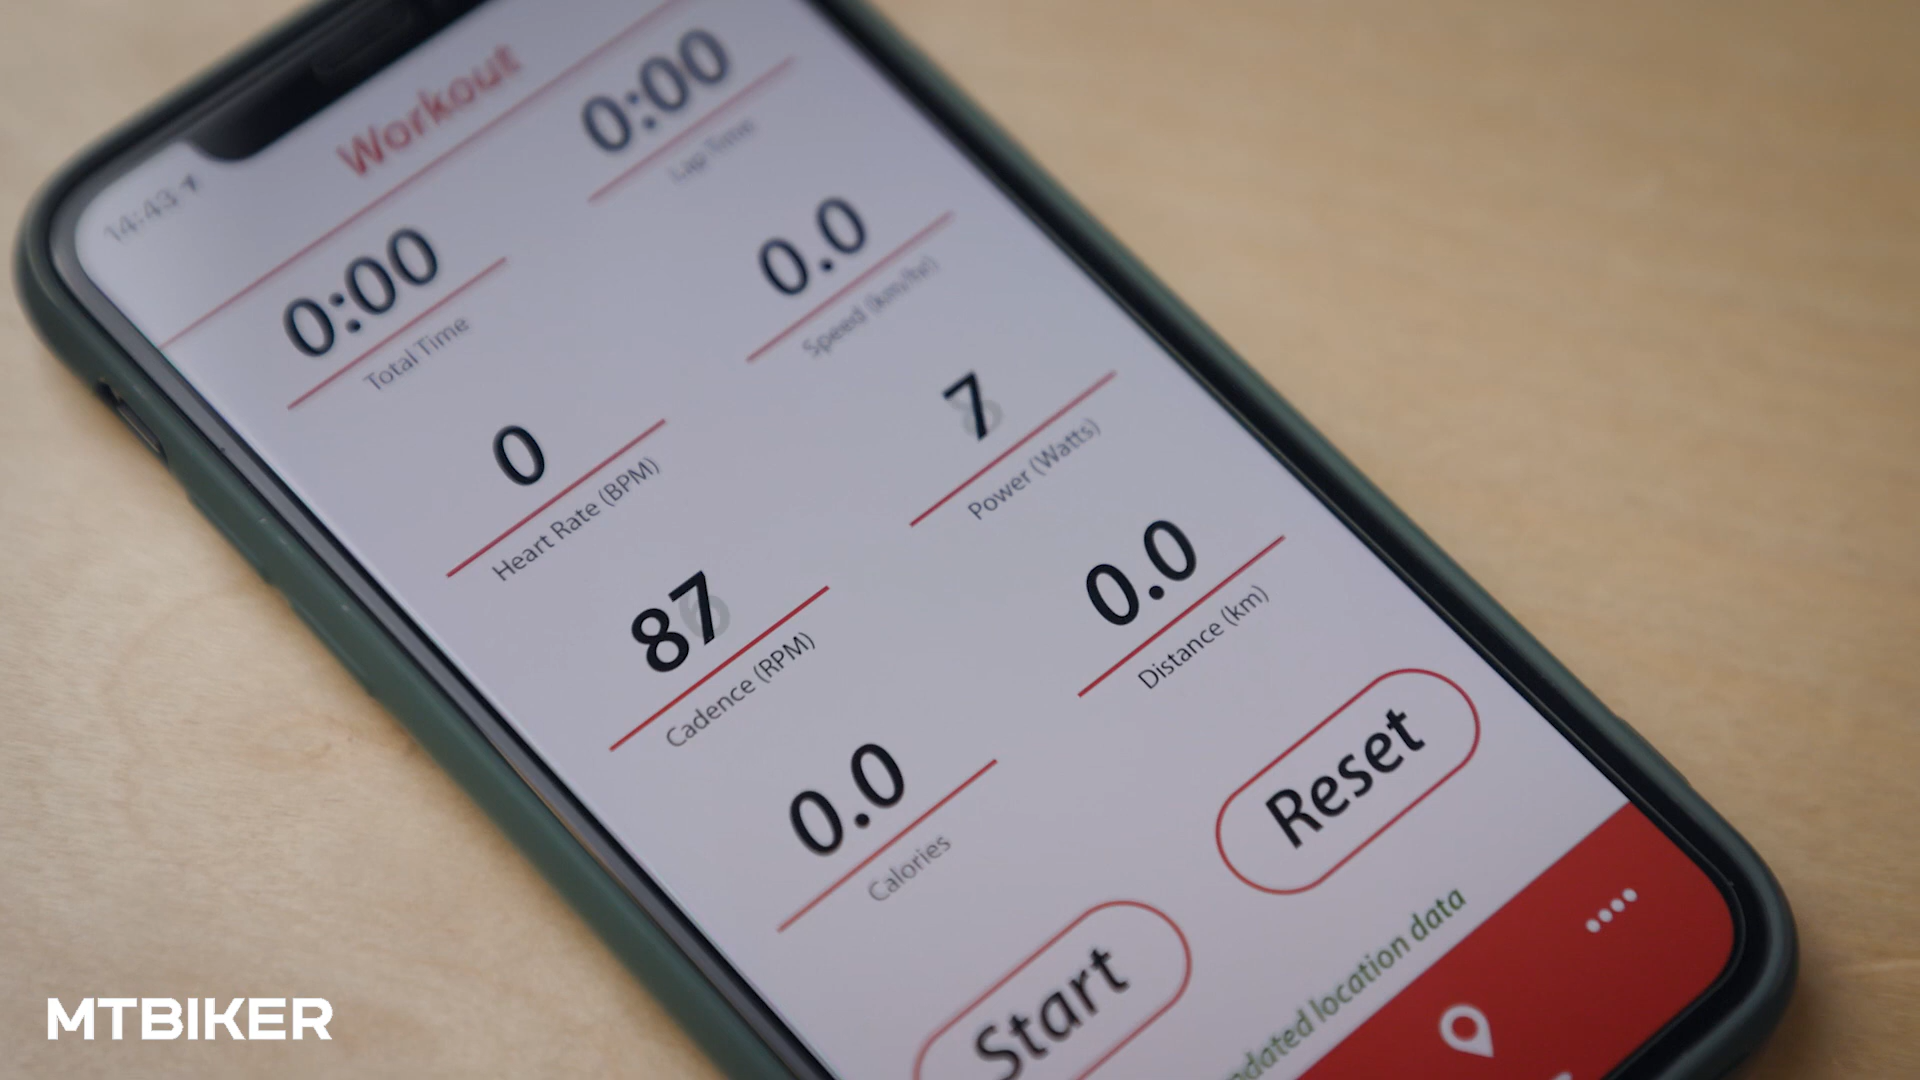 14:43
Workout
0:00
Total Time
0:00
Lap Time
0
Heart Rate (BPM)
0.0
Speed (km/hr)
87
Cadence (RPM)
7
Power (Watts)
0.0
Calories
0.0
Distance (km)
Start
Reset
location data
MTBIKER